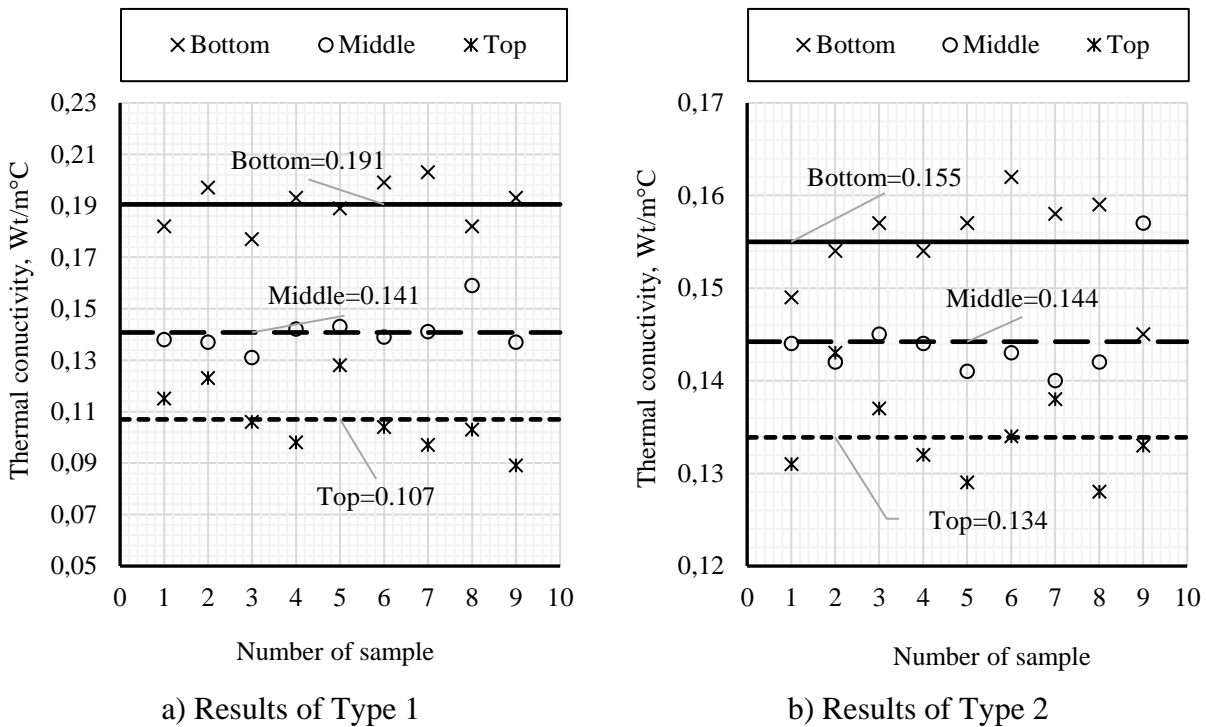 Bottom Middle Top
0,23
0,21
0,19
0,17
0,15
0,13
0,11
0,09
0,07
0,05
Thermal conuctivity, Wt/m°C
Bottom=0.191
Middle=0.141
Top=0.107
0 1 2 3 4 5 6 7 8 9 10
Number of sample
a) Results of Type 1
Bottom Middle Top
0,17
0,16
0,15
0,14
0,13
0,12
Thermal conuctivity, Wt/m°C
Bottom=0.155
Middle=0.144
Top=0.134
0 1 2 3 4 5 6 7 8 9 10
Number of sample
b) Results of Type 2